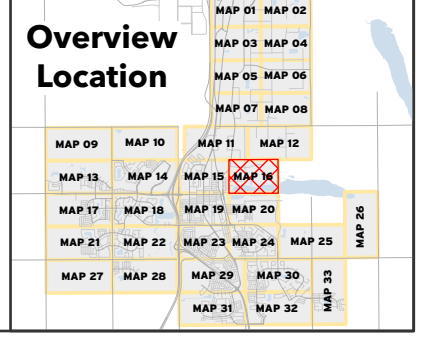 Overview
Location
MAP 01 MAP 02
MAP 03 MAP 04
MAP 05 MAP 06
MAP 07 MAP 08
MAP 09 MAP 10 MAP 11 MAP 12
MAP 13 MAP 14 MAP 15 MAP 16
MAP 17 MAP 18 MAP 19 MAP 20
MAP 26
MAP 21 MAP 22 MAP 23 MAP 24 MAP 25
MAP 27 MAP 28 MAP 29 MAP 30
MAP 33
MAP 31 MAP 32